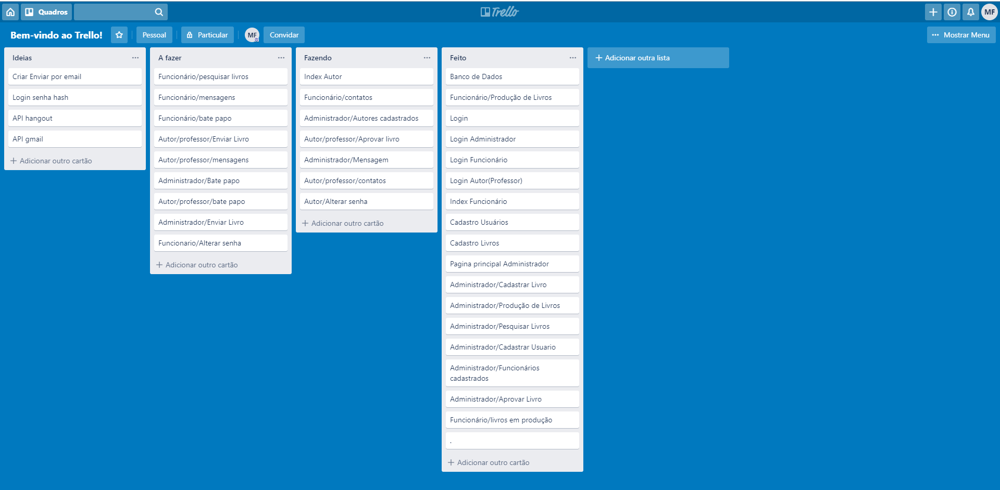 Quadros
Trello
MF
Bem-vindo ao Trello!
Pessoal
Particular
MF
Convidar
Mostrar Menu
Ideias
Criar Enviar por email
Login senha hash
API hangout
API gmail
Adicionar outro cartão
A fazer
Funcionário/pesquisar livros
Funcionário/mensagens
Funcionário/bate papo
Autor/professor/Enviar Livro
Autor/professor/mensagens
Administrador/Bate papo
Autor/professor/bate papo
Administrador/Enviar Livro
Funcionario/Alterar senha
Adicionar outro cartão
Fazendo
Index Autor
Funcionário/contatos
Administrador/Autores cadastrados
Autor/professor/Aprovar livro
Administrador/Mensagem
Autor/professor/contatos
Autor/Alterar senha
Adicionar outro cartão
Feito
Banco de Dados
Funcionário/Produção de Livros
Login
Login Administrador
Login Funcionário
Login Autor(Professor)
Index Funcionário
Cadastro Usuários
Cadastro Livros
Pagina principal Administrador
Administrador/Cadastrar Livro
Administrador/Produção de Livros
Administrador/Pesquisar Livros
Administrador/Cadastrar Usuario
Administrador/Funcionários
cadastrados
Administrador/Aprovar Livro
Funcionário/livros em produção
.
Adicionar outro cartão
Adicionar outra lista